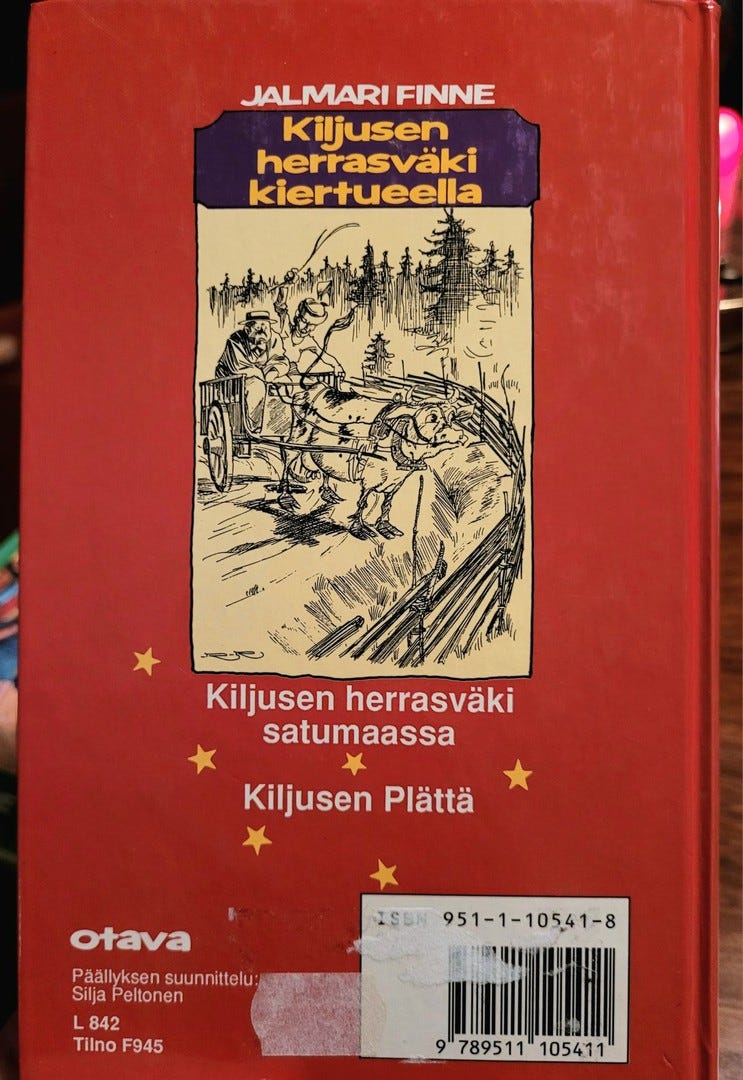 JALMARI FINNE
Kiljusen
herrasväki
kiertueella
R-R
Kiljusen herrasväki
satumaassa
Kiljusen Plättä
otava
Päällyksen suunnittelu:
Silja Peltonen
L 842
Tilno F945
ISBN 951-1-10541-8
9 789511 105411